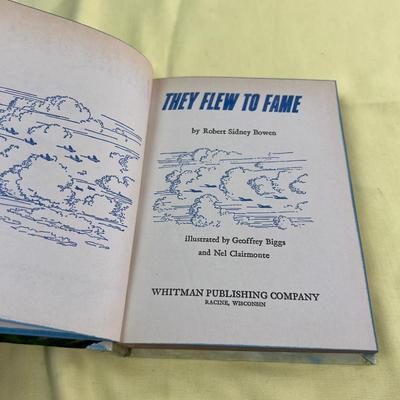 THEY FLEW TO FAME
by Robert Sidney Bowen
illustrated by Geoffrey Biggs
and Nel Clairmonte
WHITMAN PUBLISHING COMPANY
RACINE, WISCONSIN